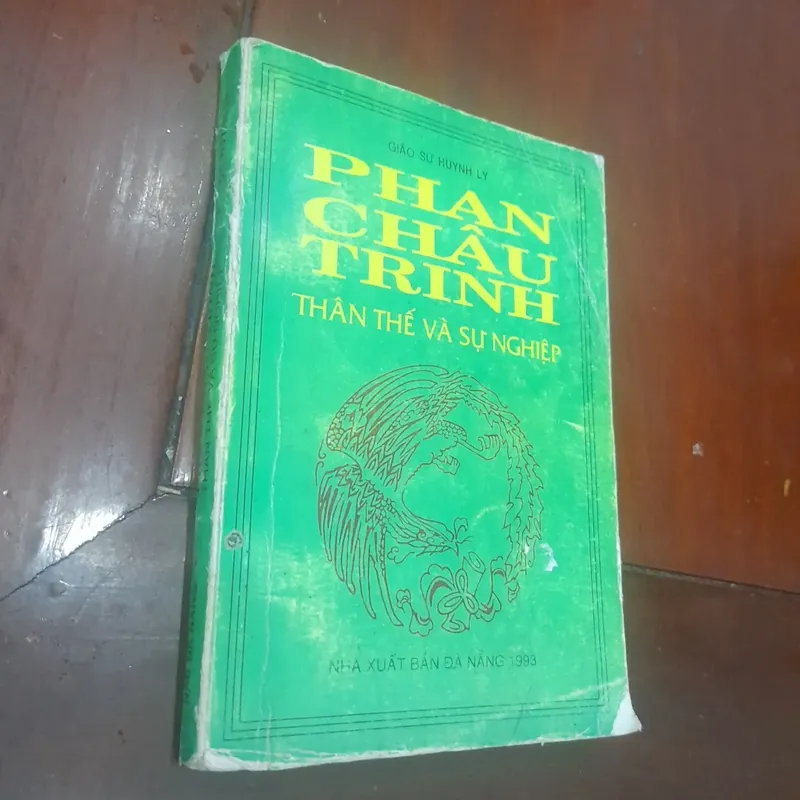 GIÁO SƯ HUỲNH LÝ
PHAN
CHÂU
TRINH
THÂN THẾ VÀ SỰ NGHIỆP
NHÀ XUẤT BẢN ĐÀ NẴNG 1993